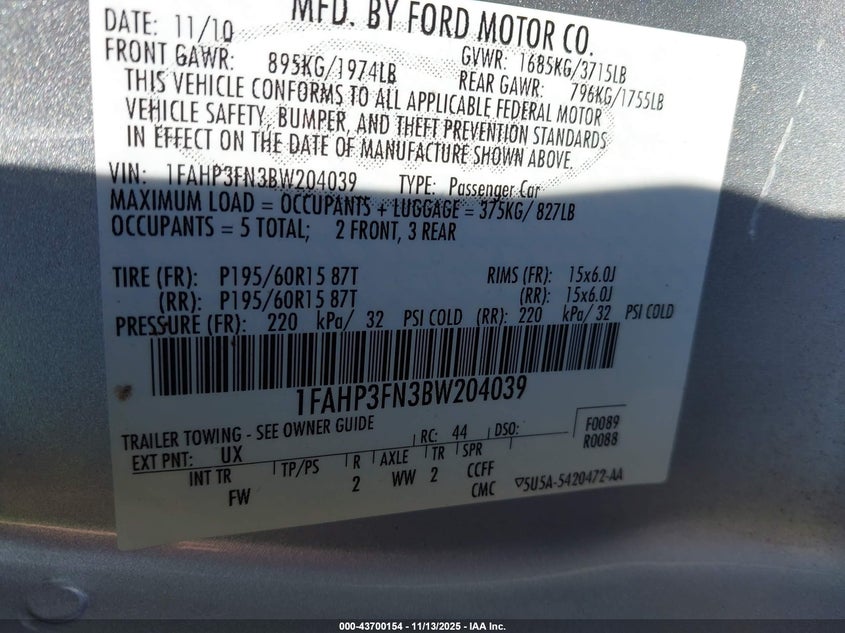 MFD. BY FORD MOTOR CO.
DATE: 11/10 GVWR: 1685KG/3715LB
FRONT GAWR: 895KG/1974LB REAR GAWR: 796KG/1755LB
THIS VEHICLE CONFORMS TO ALL APPLICABLE FEDERAL MOTOR
VEHICLE SAFETY, BUMPER, AND THEFT PREVENTION STANDARDS
IN EFFECT ON THE DATE OF MANUFACTURE SHOWN ABOVE.
VIN: 1FAHP3FN3BW204039 TYPE: Passenger Car
MAXIMUM LOAD = OCCUPANTS + LUGGAGE = 375KG/ 827LB
OCCUPANTS = 5 TOTAL; 2 FRONT, 3 REAR
TIRE (FR): P195/60R15 87T RIMS (FR): 15x6.0J
(RR): P195/60R15 87T (RR): 15x6.0J
PRESSURE (FR): 220 kPa/ 32 PSI COLD (RR): 220 kPa/ 32 PSI COLD
1FAHP3FN3BW204039
TRAILER TOWING - SEE OWNER GUIDE
EXT PNT: UX RC: 44 DSO: F0089
R0088
INT TR TP/PS R AXLE TR SPR
FW 2 WW 2 CCFF
CMC
5U5A-5420472-AA
000-43700154 - 11/13/2025 - IAA Inc.